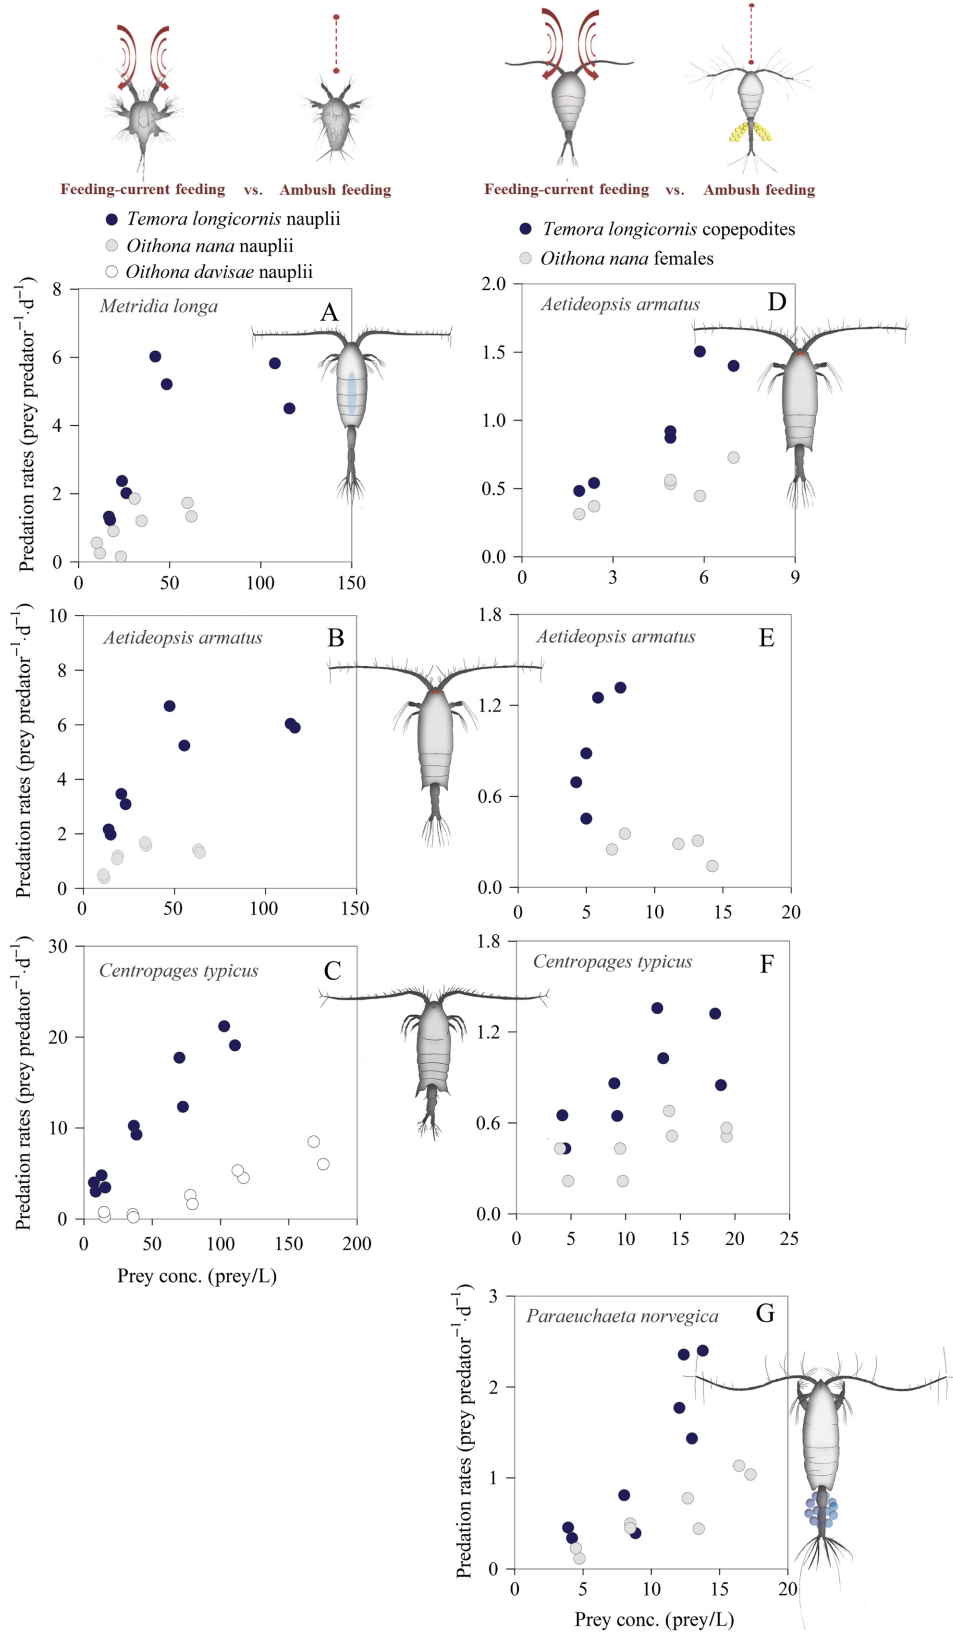 Feeding-current feeding vs. Ambush feeding
Temora longicornis nauplii
Oithona nana nauplii
Oithona davisae nauplii
Feeding-current feeding vs. Ambush feeding
Temora longicornis copepodites
Oithona nana females
Predation rates (prey predator⁻¹·d⁻¹)
Metridia longa
A
8
6
4
2
0
0 50 100 150
Aetideopsis armatus
D
2.0
1.5
1.0
0.5
0.0
0 3 6 9
Predation rates (prey predator⁻¹·d⁻¹)
Aetideopsis armatus
B
10
8
6
4
2
0
0 50 100 150
Aetideopsis armatus
E
1.8
1.2
0.6
0.0
0 5 10 15 20
Predation rates (prey predator⁻¹·d⁻¹)
Centropages typicus
C
30
20
10
0
0 50 100 150 200
Prey conc. (prey/L)
Centropages typicus
F
1.8
1.2
0.6
0.0
0 5 10 15 20 25
Predation rates (prey predator⁻¹·d⁻¹)
Paraeuchaeta norvegica
G
3
2
1
0
0 5 10 15 20
Prey conc. (prey/L)